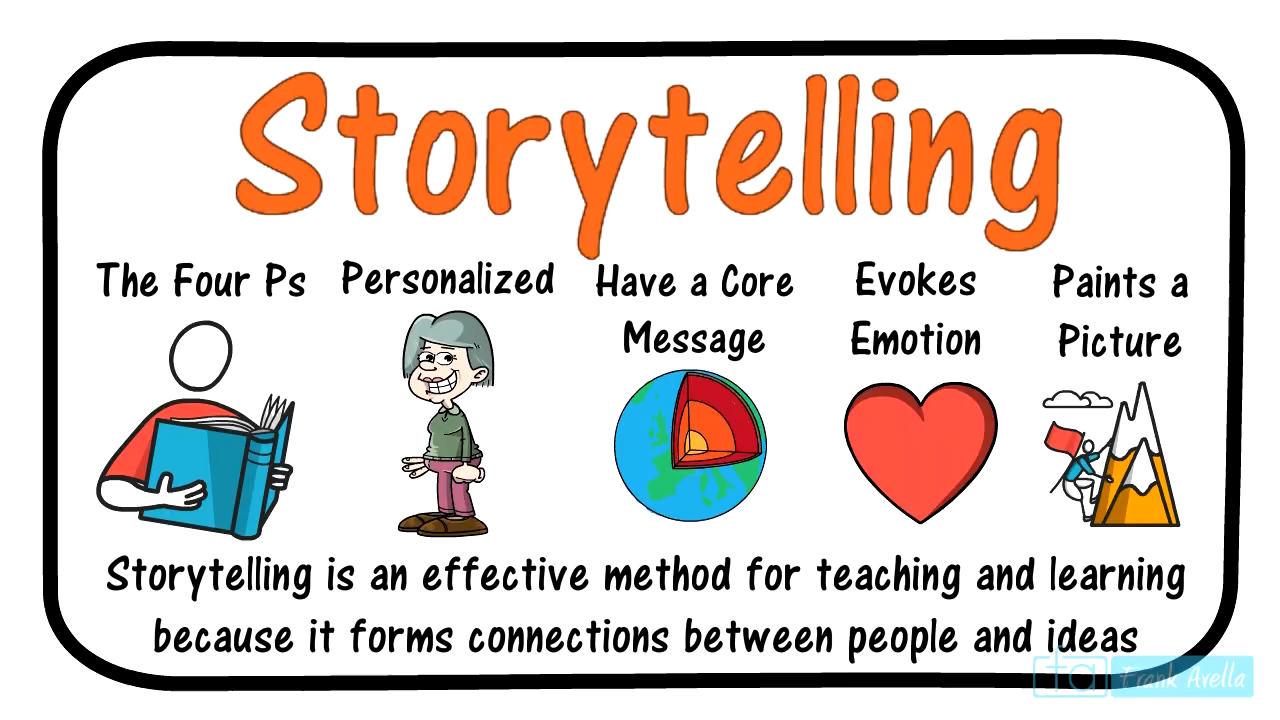 Storytelling
The Four Ps
Personalized
Have a Core
Message
Evokes
Emotion
Paints a
Picture
Storytelling is an effective method for teaching and learning
because it forms connections between people and ideas
fa Frank Avella